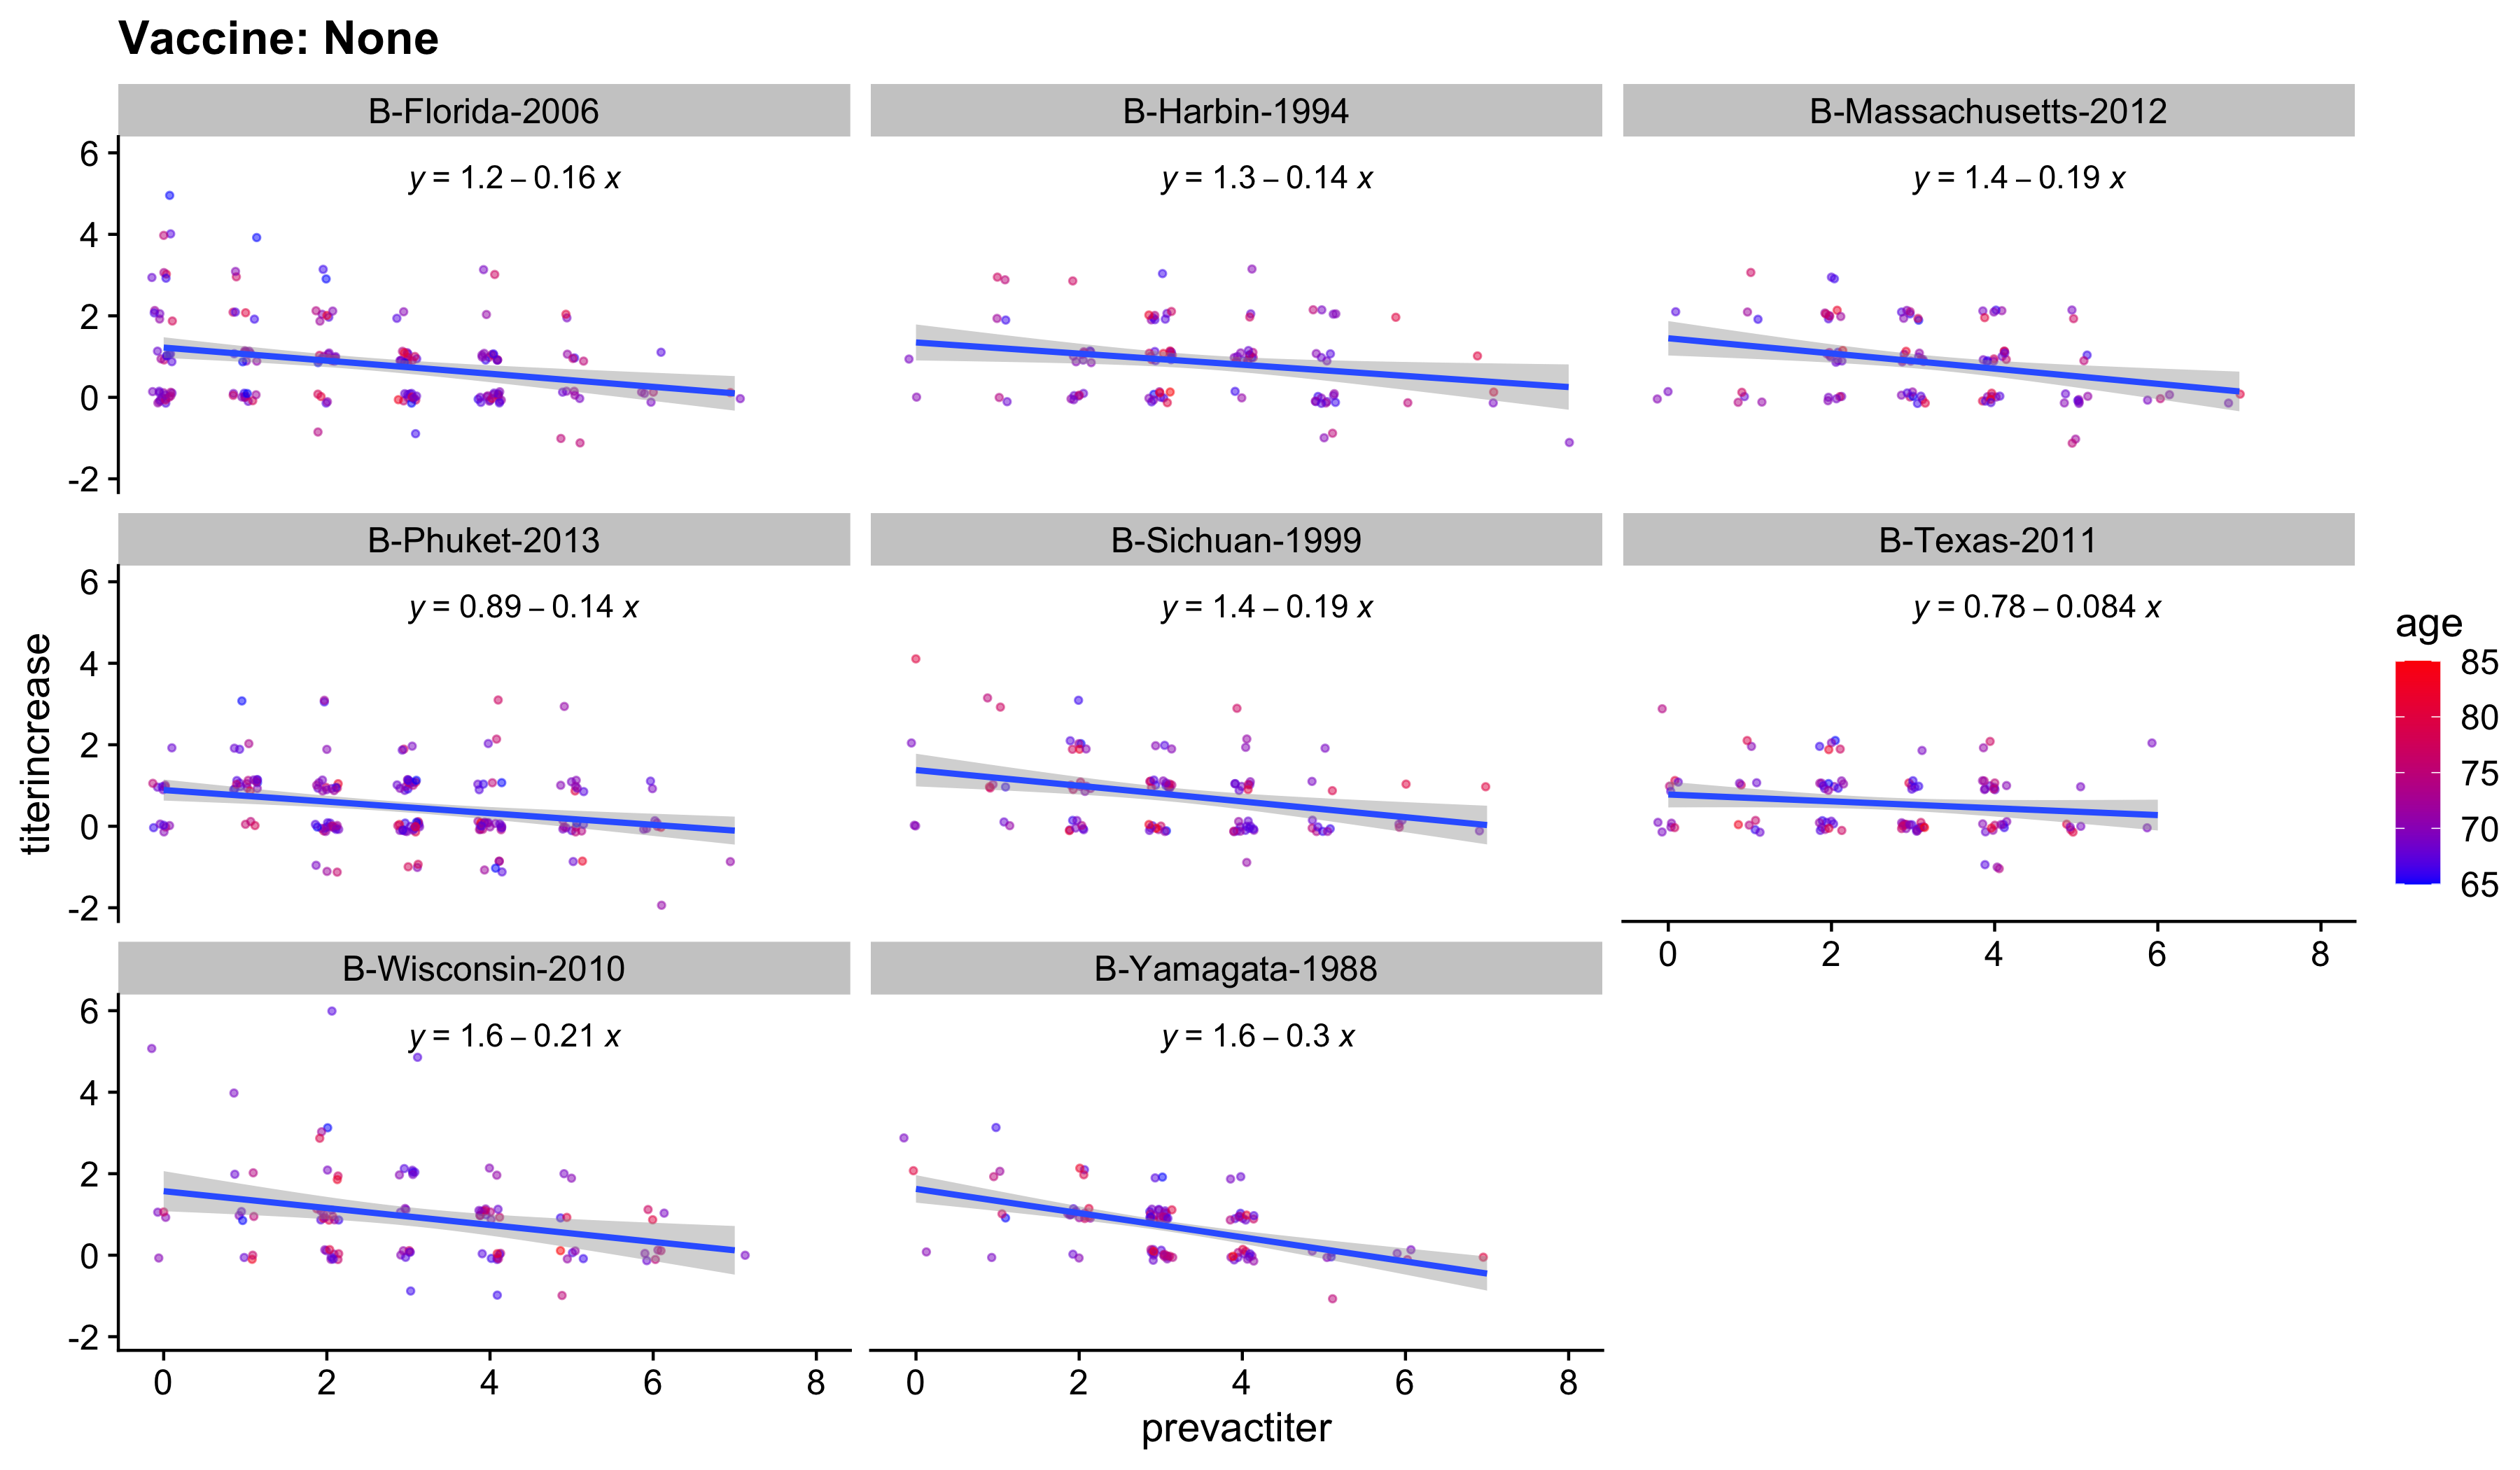 Vaccine: None
B-Florida-2006
B-Harbin-1994
B-Massachusetts-2012
y = 1.2 – 0.16 x
y = 1.3 – 0.14 x
y = 1.4 – 0.19 x
6
4
2
0
-2
B-Phuket-2013
B-Sichuan-1999
B-Texas-2011
y = 0.89 – 0.14 x
y = 1.4 – 0.19 x
y = 0.78 – 0.084 x
6
4
2
0
-2
0 2 4 6 8
titerincrease
age
85
80
75
70
65
B-Wisconsin-2010
B-Yamagata-1988
y = 1.6 – 0.21 x
y = 1.6 – 0.3 x
6
4
2
0
-2
0 2 4 6 8
0 2 4 6 8
prevactiter